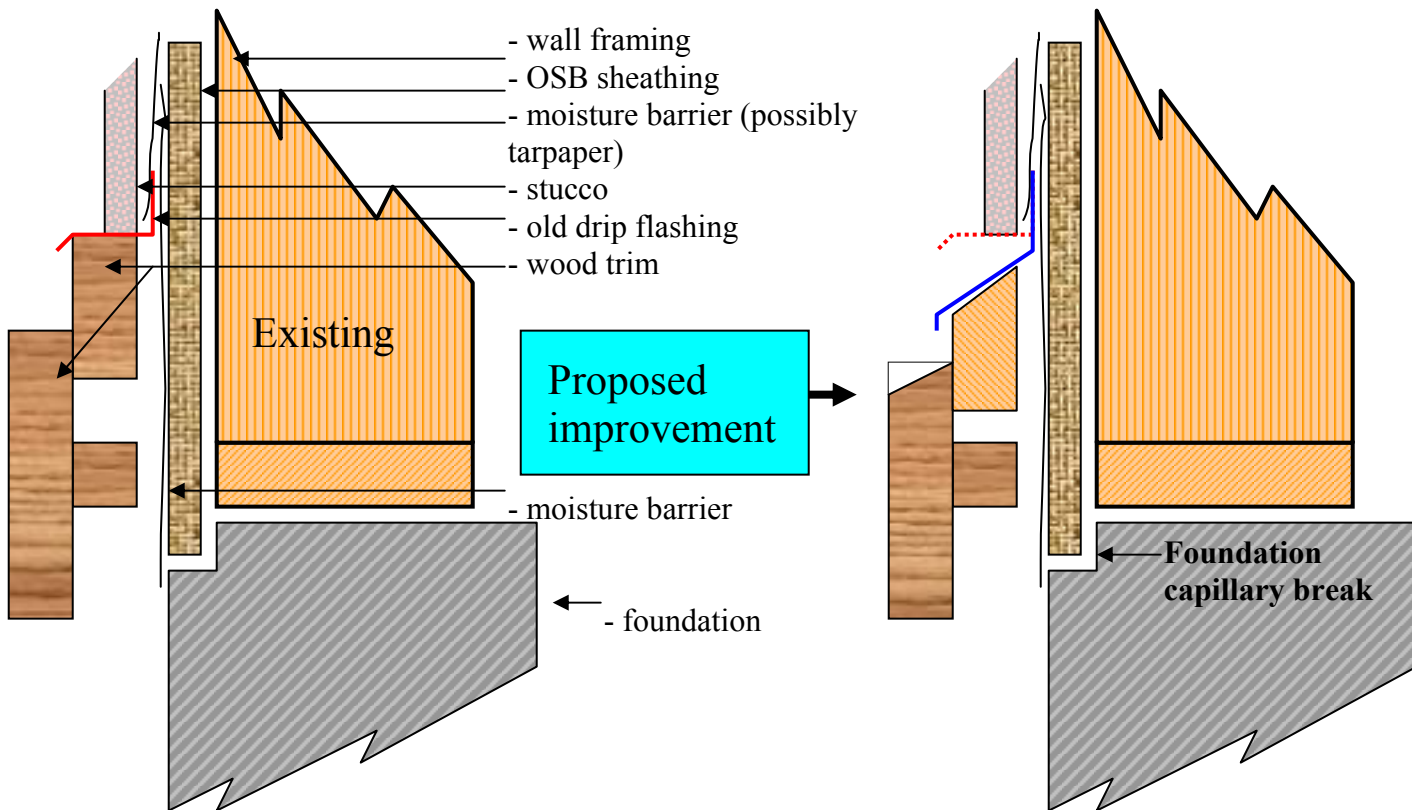 - wall framing
- OSB sheathing
- moisture barrier (possibly
tarpaper)
- stucco
- old drip flashing
- wood trim
Existing
Proposed
improvement
- moisture barrier
Foundation
capillary break
- foundation